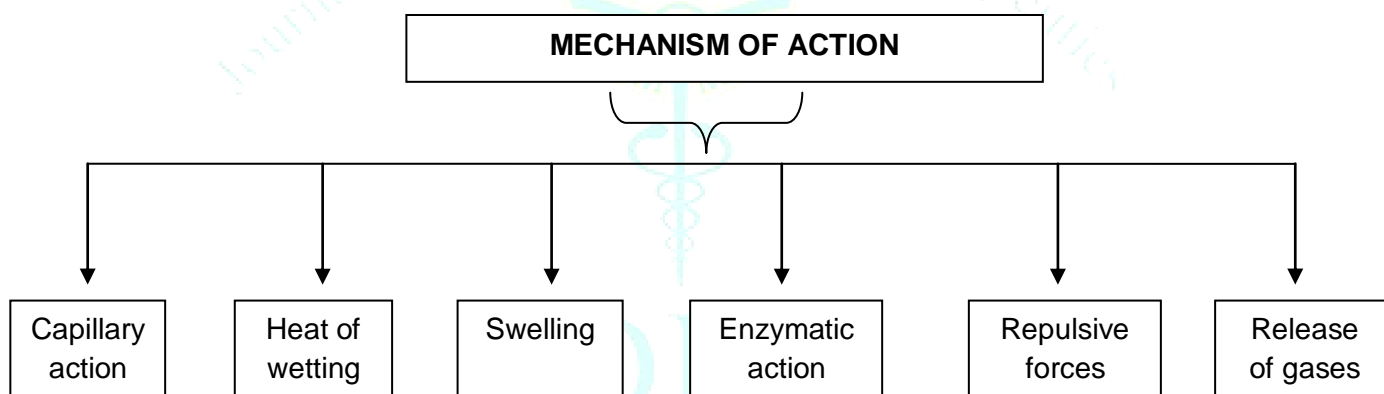 MECHANISM OF ACTION
Capillary
action
Heat of
wetting
Swelling
Enzymatic
action
Repulsive
forces
Release
of gases